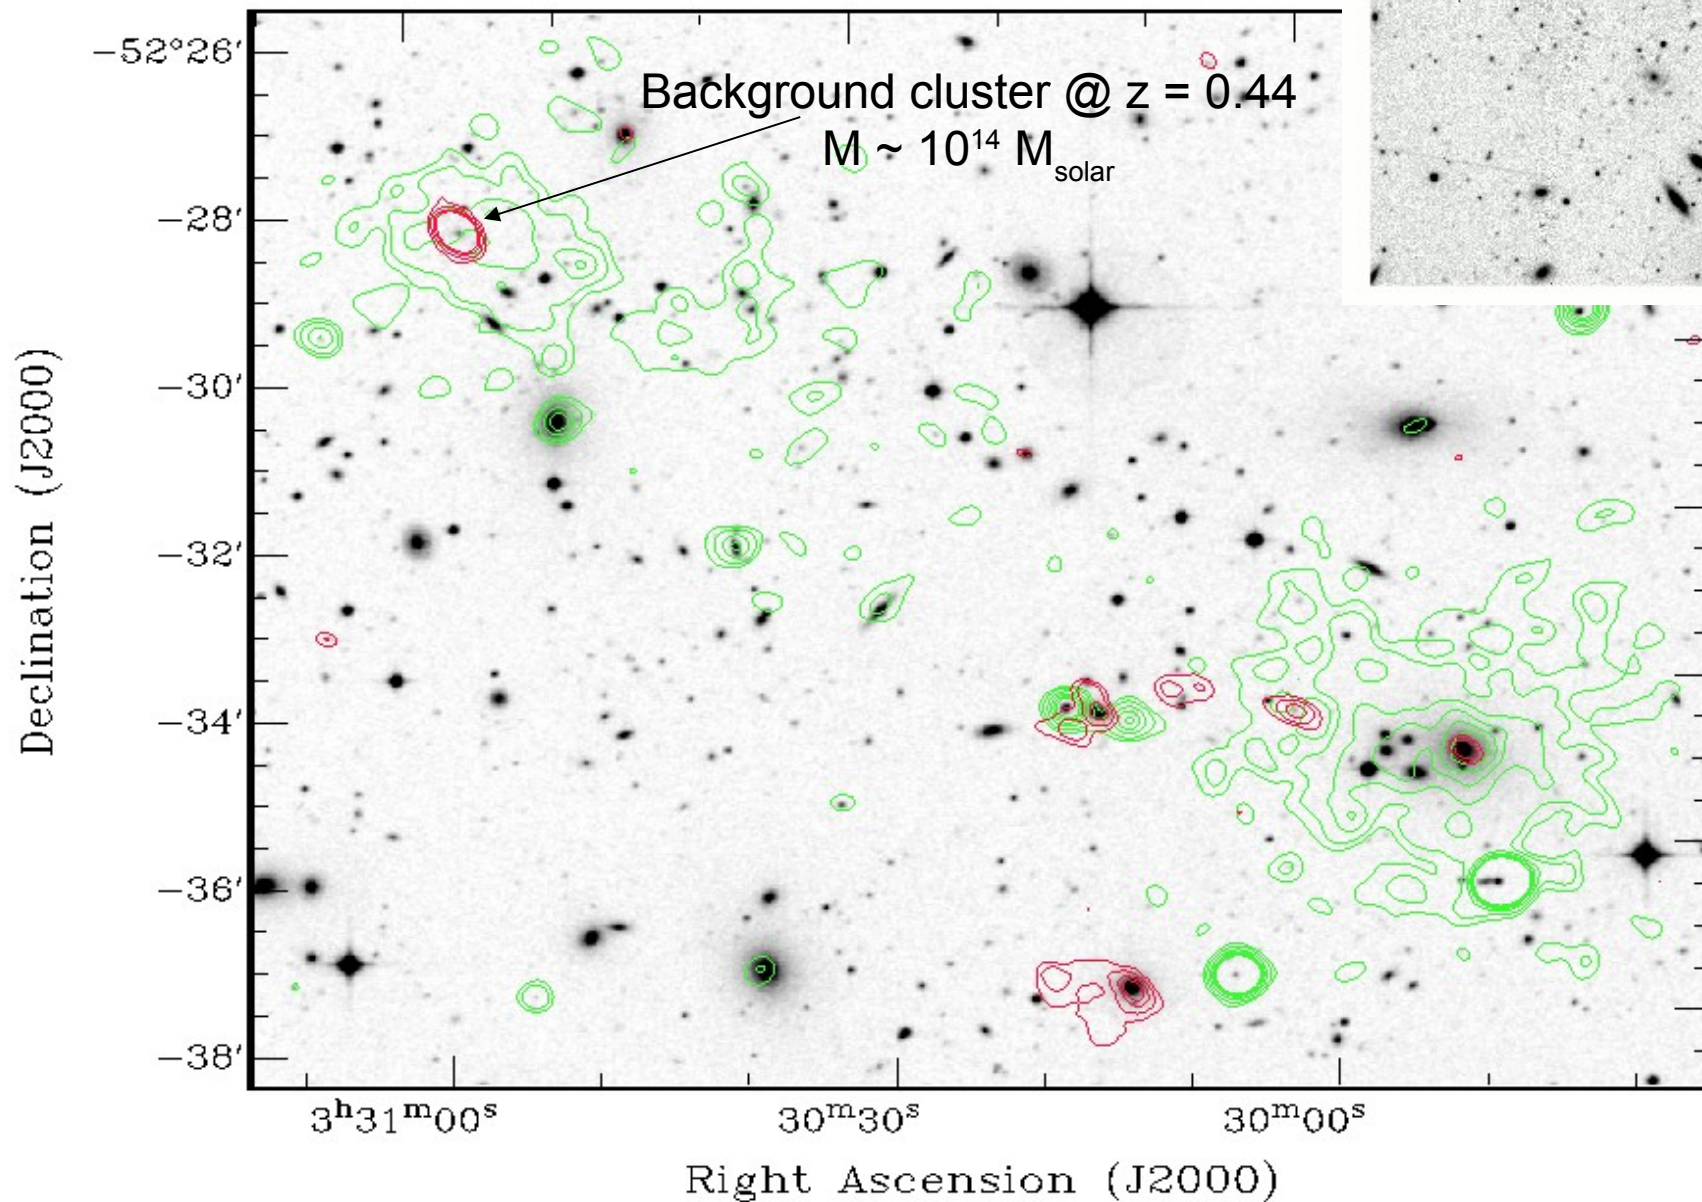 −52°26′
Background cluster @ z = 0.44
M ~ 10¹⁴ Mₛₒₗₐᵣ
−28′
−30′
−32′
−34′
−36′
−38′
Declination (J2000)
3ʰ31ᵐ00ˢ
30ᵐ30ˢ
30ᵐ00ˢ
Right Ascension (J2000)